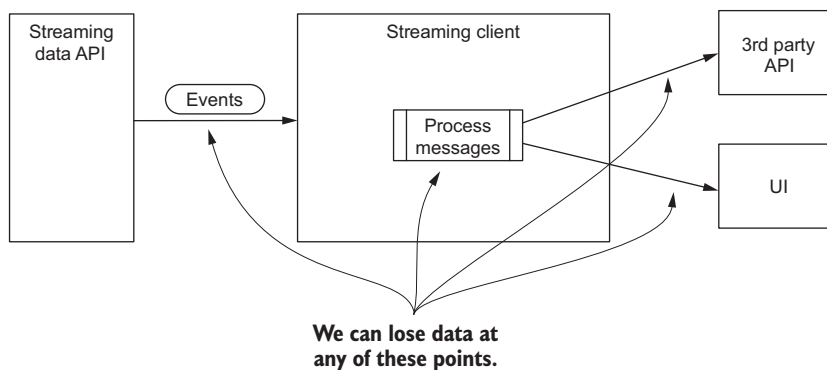 Streaming
data API
Events
Streaming client
Process
messages
3rd party
API
UI
We can lose data at
any of these points.